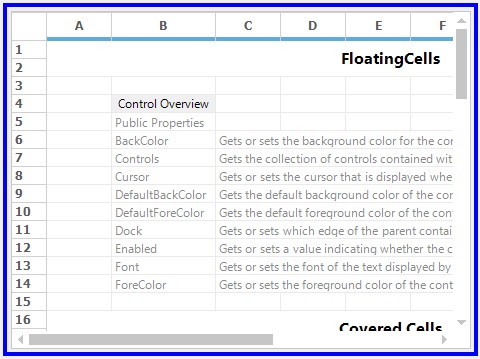 A B C D E F
1
FloatingCells
2
3
4 Control Overview
5 Public Properties
6 BackColor Gets or sets the background color for the cor
7 Controls Gets the collection of controls contained wit
8 Cursor Gets or sets the cursor that is displayed whe
9 DefaultBackColor Gets the default background color of the cor
10 DefaultForeColor Gets the default foreground color of the con
11 Dock Gets or sets which edge of the parent contai
12 Enabled Gets or sets a value indicating whether the c
13 Font Gets or sets the font of the text displayed by
14 ForeColor Gets or sets the foreground color of the cont
15
16 Covered Cells